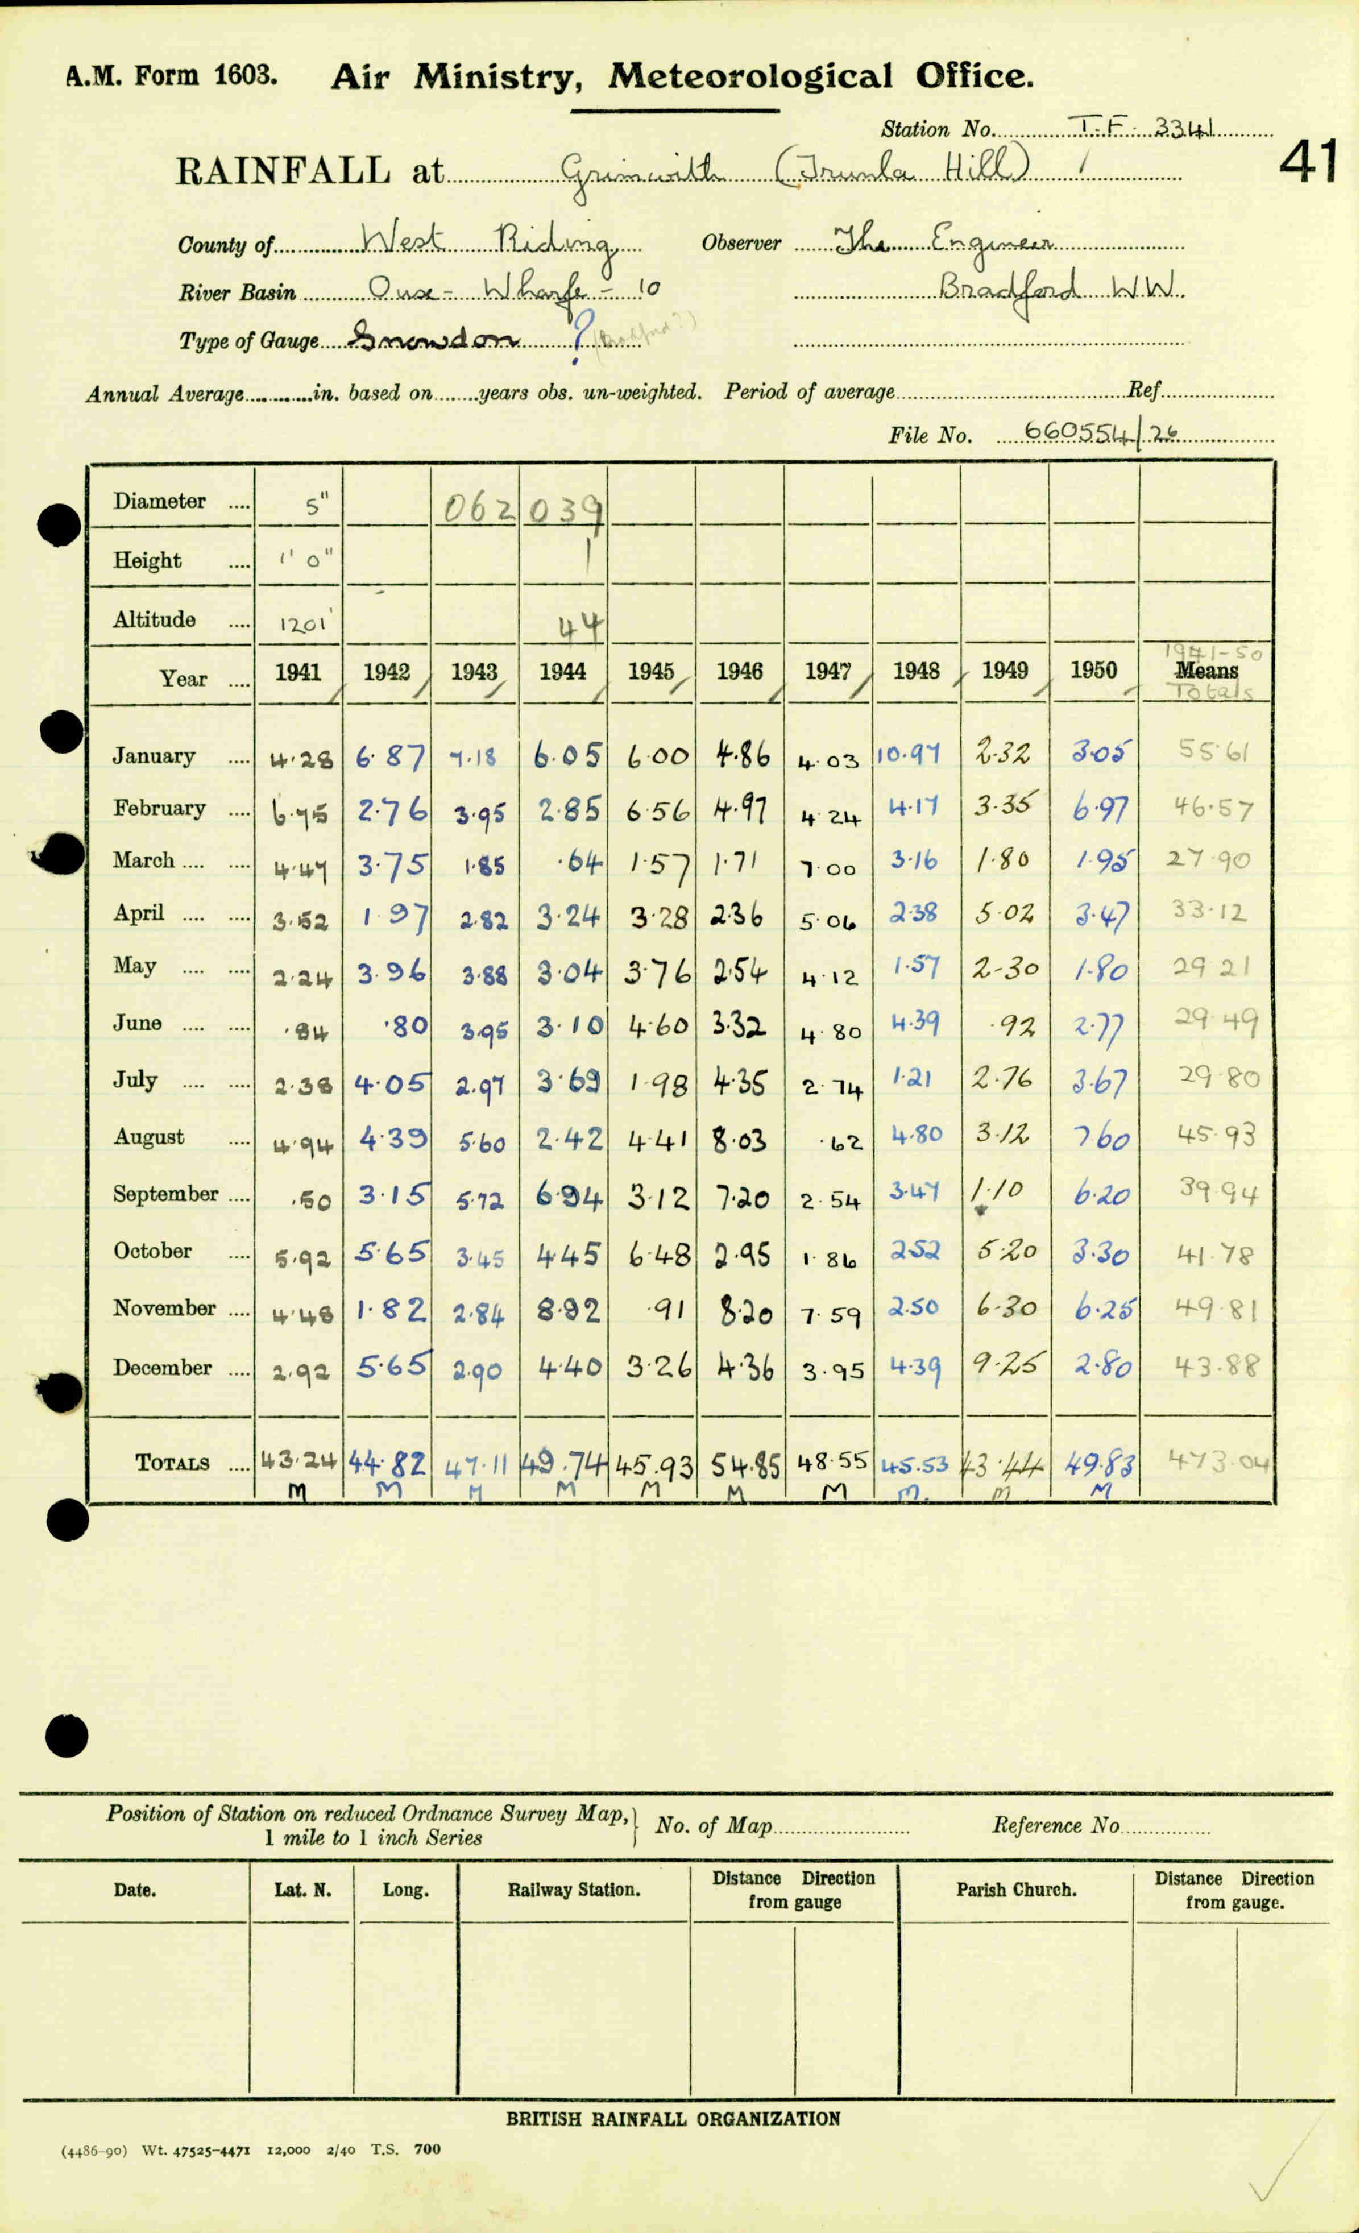 A.M. Form 1603. Air Ministry, Meteorological Office.
Station No. T.F. 3341
41
RAINFALL at Grimwith (Trunla Hill)
County of West Riding Observer The Engineer
River Basin Ouse - Wharfe - 10 Bradford W.W.
Type of Gauge Snowdon ? (Bradford?)
Annual Average in. based on years obs. un-weighted. Period of average Ref
File No. 660554/26
Diameter .... 5" 062 039
Height .... 1' 0" 1
Altitude .... 1201' 44
1941-50
Year .... 1941 1942 1943 1944 1945 1946 1947 1948 1949 1950 Means
Totals
January .... 4.28 6.87 7.18 6.05 6.00 4.86 4.03 10.97 2.32 3.05 55.61
February .... 6.75 2.76 3.95 2.85 6.56 4.97 4.24 4.17 3.35 6.97 46.57
March .... .... 4.47 3.75 1.85 .64 1.57 1.71 7.00 3.16 1.80 1.95 27.90
April .... .... 3.52 1.97 2.82 3.24 3.28 2.36 5.06 2.38 5.02 3.47 33.12
May .... .... 2.24 3.96 3.88 3.04 3.76 2.54 4.12 1.57 2.30 1.80 29.21
June .... .... .84 .80 3.95 3.10 4.60 3.32 4.80 4.39 .92 2.77 29.49
July .... .... 2.38 4.05 2.97 3.69 1.98 4.35 2.74 1.21 2.76 3.67 29.80
August .... 4.94 4.39 5.60 2.42 4.41 8.03 .62 4.80 3.12 7.60 45.93
September .... .50 3.15 5.72 6.94 3.12 7.20 2.54 3.47 1.10 6.20 39.94
October .... 5.92 5.65 3.45 4.45 6.48 2.95 1.86 2.52 5.20 3.30 41.78
November .... 4.48 1.82 2.84 8.92 .91 8.20 7.59 2.50 6.30 6.25 49.81
December .... 2.92 5.65 2.90 4.40 3.26 4.36 3.95 4.39 9.25 2.80 43.88
TOTALS .... 43.24 44.82 47.11 49.74 45.93 54.85 48.55 45.53 43.44 49.83 473.04
M M M M M M M M. M M
Position of Station on reduced Ordnance Survey Map, } No. of Map Reference No
1 mile to 1 inch Series
Date. Lat. N. Long. Railway Station. Distance Direction from gauge Parish Church. Distance Direction from gauge.
BRITISH RAINFALL ORGANIZATION
(4486-90) Wt. 47525-4471 12,000 2/40 T.S. 700